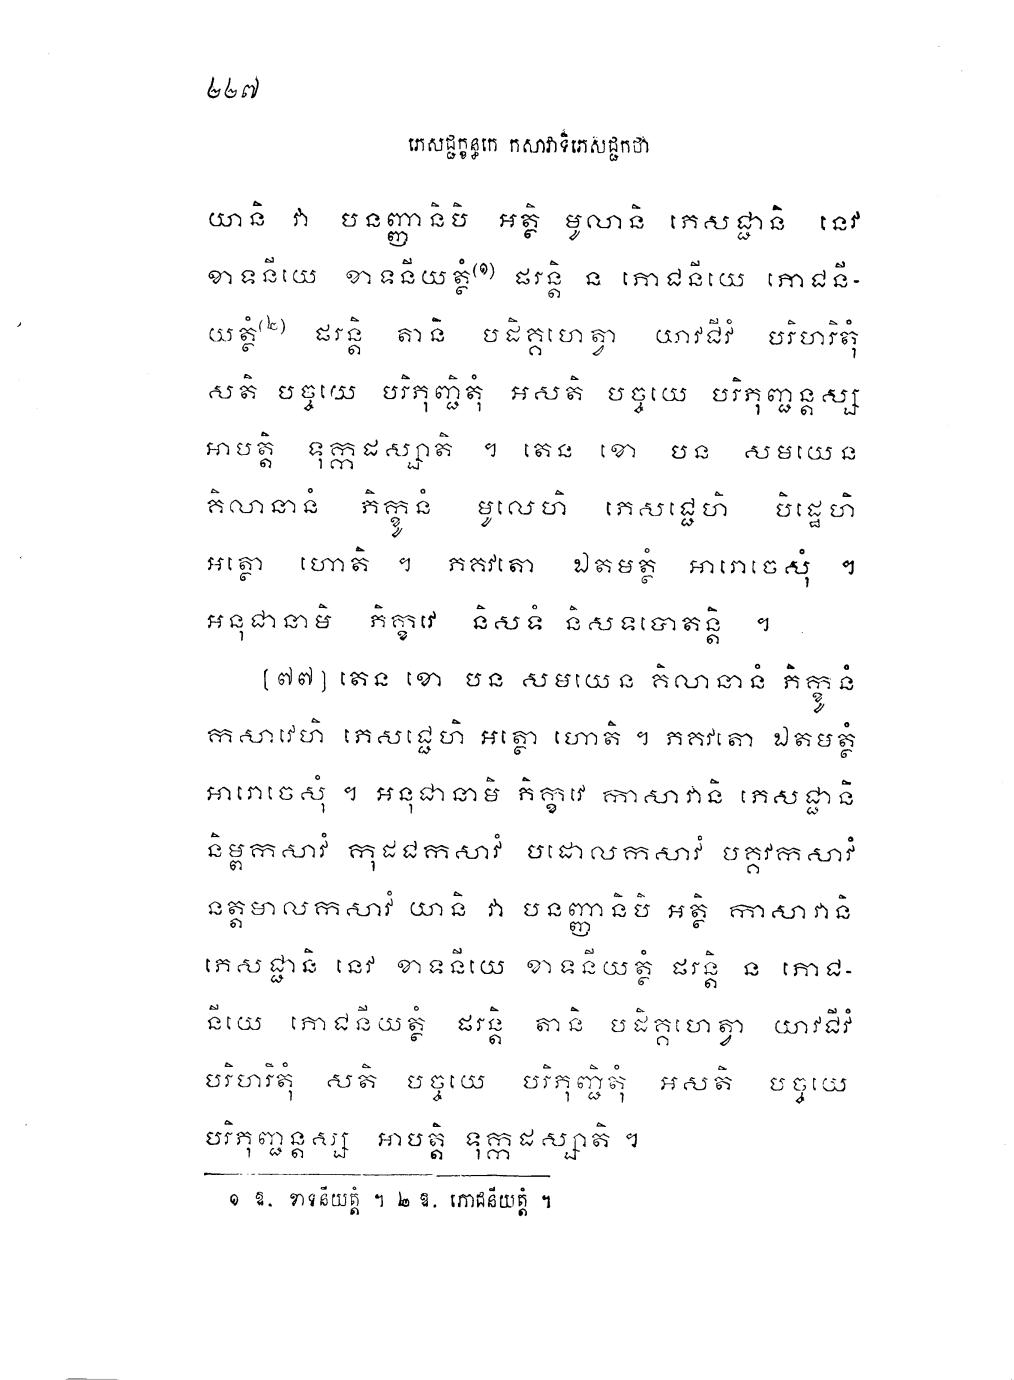 ២២៧
ភេសជ្ជក្ខន្ធកេ កសាវាទិភេសជ្ជកថា
យានិ វា បនញ្ញានិបិ អត្ថិ មូលានិ ភេសជ្ជានិ នេវ
ខាទនីយេ ខាទនីយត្ថំ(១) ផរន្តិ ន ភោជនីយេ ភោជនី-
យត្ថំ(២) ផរន្តិ តានិ បដិគ្គហេត្វា យាវជីវំ បរិហរិតុំ
សតិ បច្ចយេ បរិភុញ្ជិតុំ អសតិ បច្ចយេ បរិភុញ្ជន្តស្ស
អាបត្តិ ទុក្កដស្សាតិ ។ តេន ខោ បន សមយេន
គិលានានំ ភិក្ខូនំ មូលេហិ ភេសជ្ជេហិ បិដ្ឋេហិ
អត្ថោ ហោតិ ។ ភគវតោ ឯតមត្ថំ អារោចេសុំ ។
អនុជានាមិ ភិក្ខវេ និសទំ និសទបោតន្តិ ។
[៧៧] តេន ខោ បន សមយេន គិលានានំ ភិក្ខូនំ
កសាវេហិ ភេសជ្ជេហិ អត្ថោ ហោតិ ។ ភគវតោ ឯតមត្ថំ
អារោចេសុំ ។ អនុជានាមិ ភិក្ខវេ កាសាវានិ ភេសជ្ជានិ
និម្ពកសាវំ កុដជកសាវំ បដោលកសាវំ បគ្គវកសាវំ
នត្តមាលកសាវំ យានិ វា បនញ្ញានិបិ អត្ថិ កាសាវានិ
ភេសជ្ជានិ នេវ ខាទនីយេ ខាទនីយត្ថំ ផរន្តិ ន ភោជ-
នីយេ ភោជនីយត្ថំ ផរន្តិ តានិ បដិគ្គហេត្វា យាវជីវំ
បរិហរិតុំ សតិ បច្ចយេ បរិភុញ្ជិតុំ អសតិ បច្ចយេ
បរិភុញ្ជន្តស្ស អាបត្តិ ទុក្កដស្សាតិ ។
១ ឱ. ខាទនីយត្តំ ។ ២ ឱ. ភោជនីយត្តំ ។